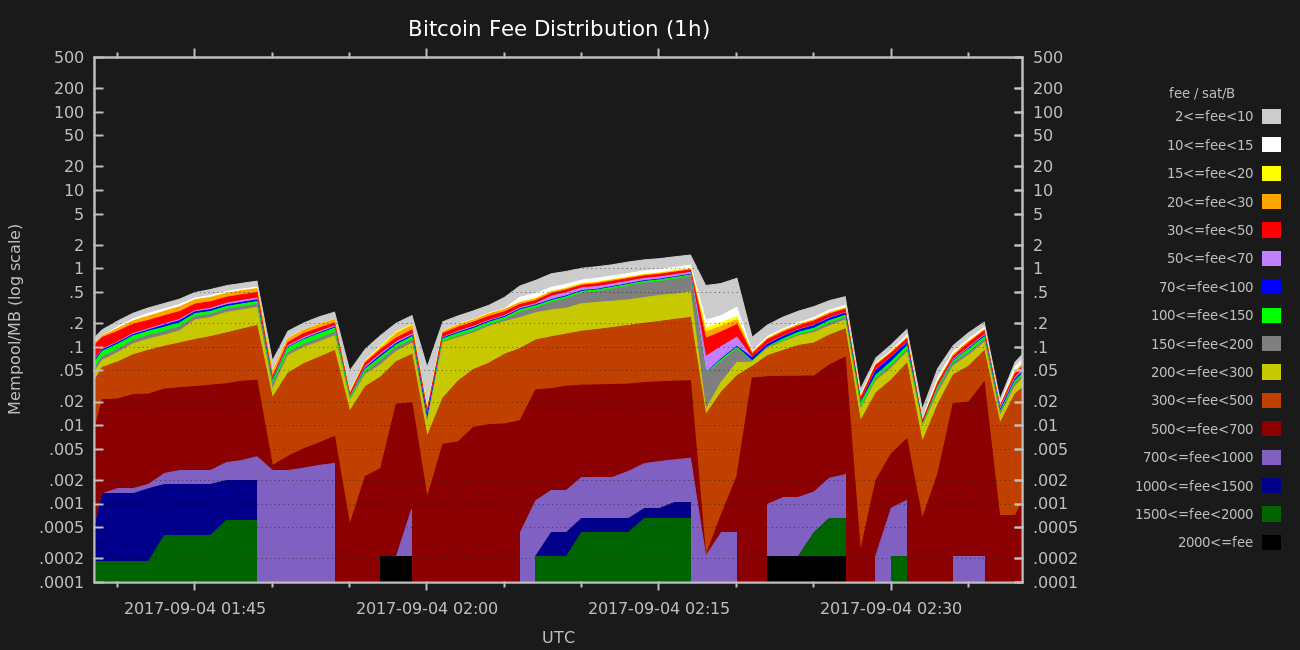 Bitcoin Fee Distribution (1h)
Mempool/MB (log scale)
500
200
100
50
20
10
5
2
1
.5
.2
.1
.05
.02
.01
.005
.002
.001
.0005
.0002
.0001
500
200
100
50
20
10
5
2
1
.5
.2
.1
.05
.02
.01
.005
.002
.001
.0005
.0002
.0001
2017-09-04 01:45
2017-09-04 02:00
2017-09-04 02:15
2017-09-04 02:30
UTC
fee / sat/B
2<=fee<10
10<=fee<15
15<=fee<20
20<=fee<30
30<=fee<50
50<=fee<70
70<=fee<100
100<=fee<150
150<=fee<200
200<=fee<300
300<=fee<500
500<=fee<700
700<=fee<1000
1000<=fee<1500
1500<=fee<2000
2000<=fee